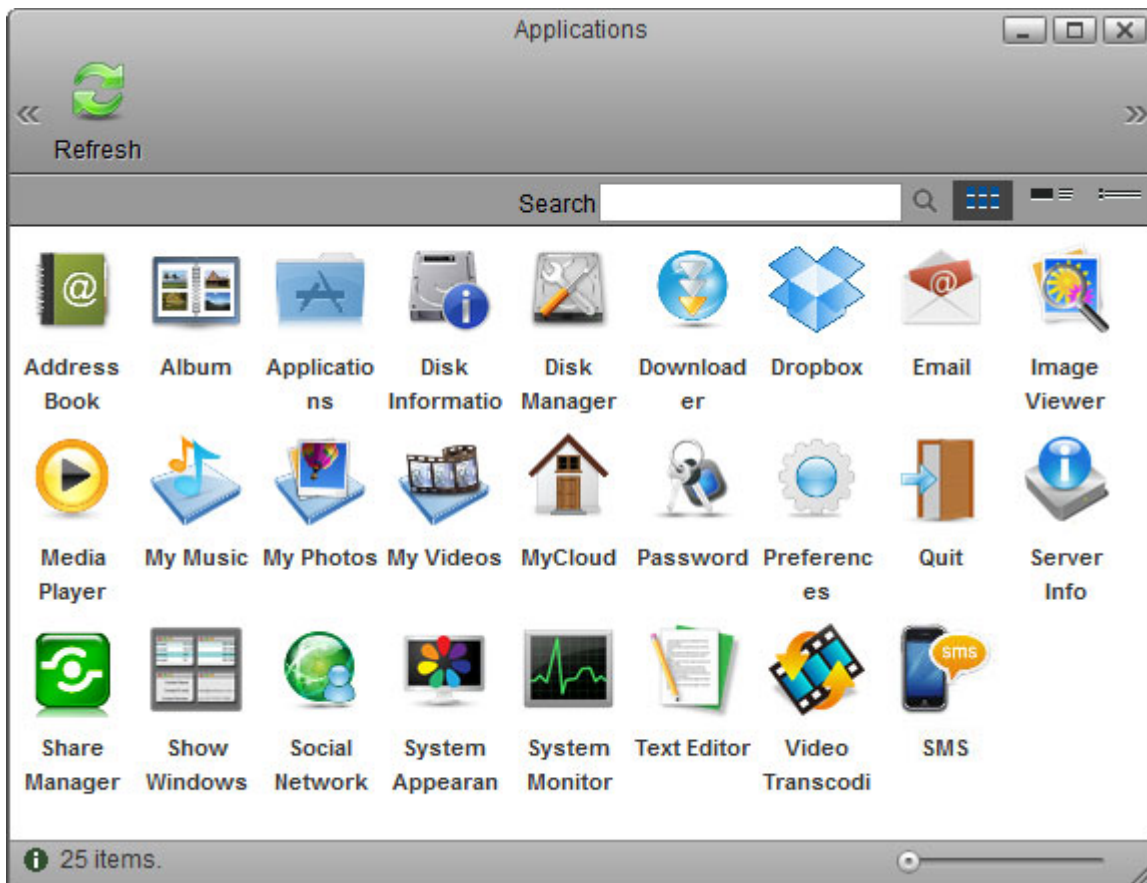 Applications
Refresh
Search
Address Album Applicatio Disk Disk Download Dropbox Email Image
Book ns Informatio Manager er Viewer
Media My Music My Photos My Videos MyCloud Password Preferenc Quit Server
Player es Info
sms
Share Show Social System System Text Editor Video SMS
Manager Windows Network Appearan Monitor Transcodi
25 items.